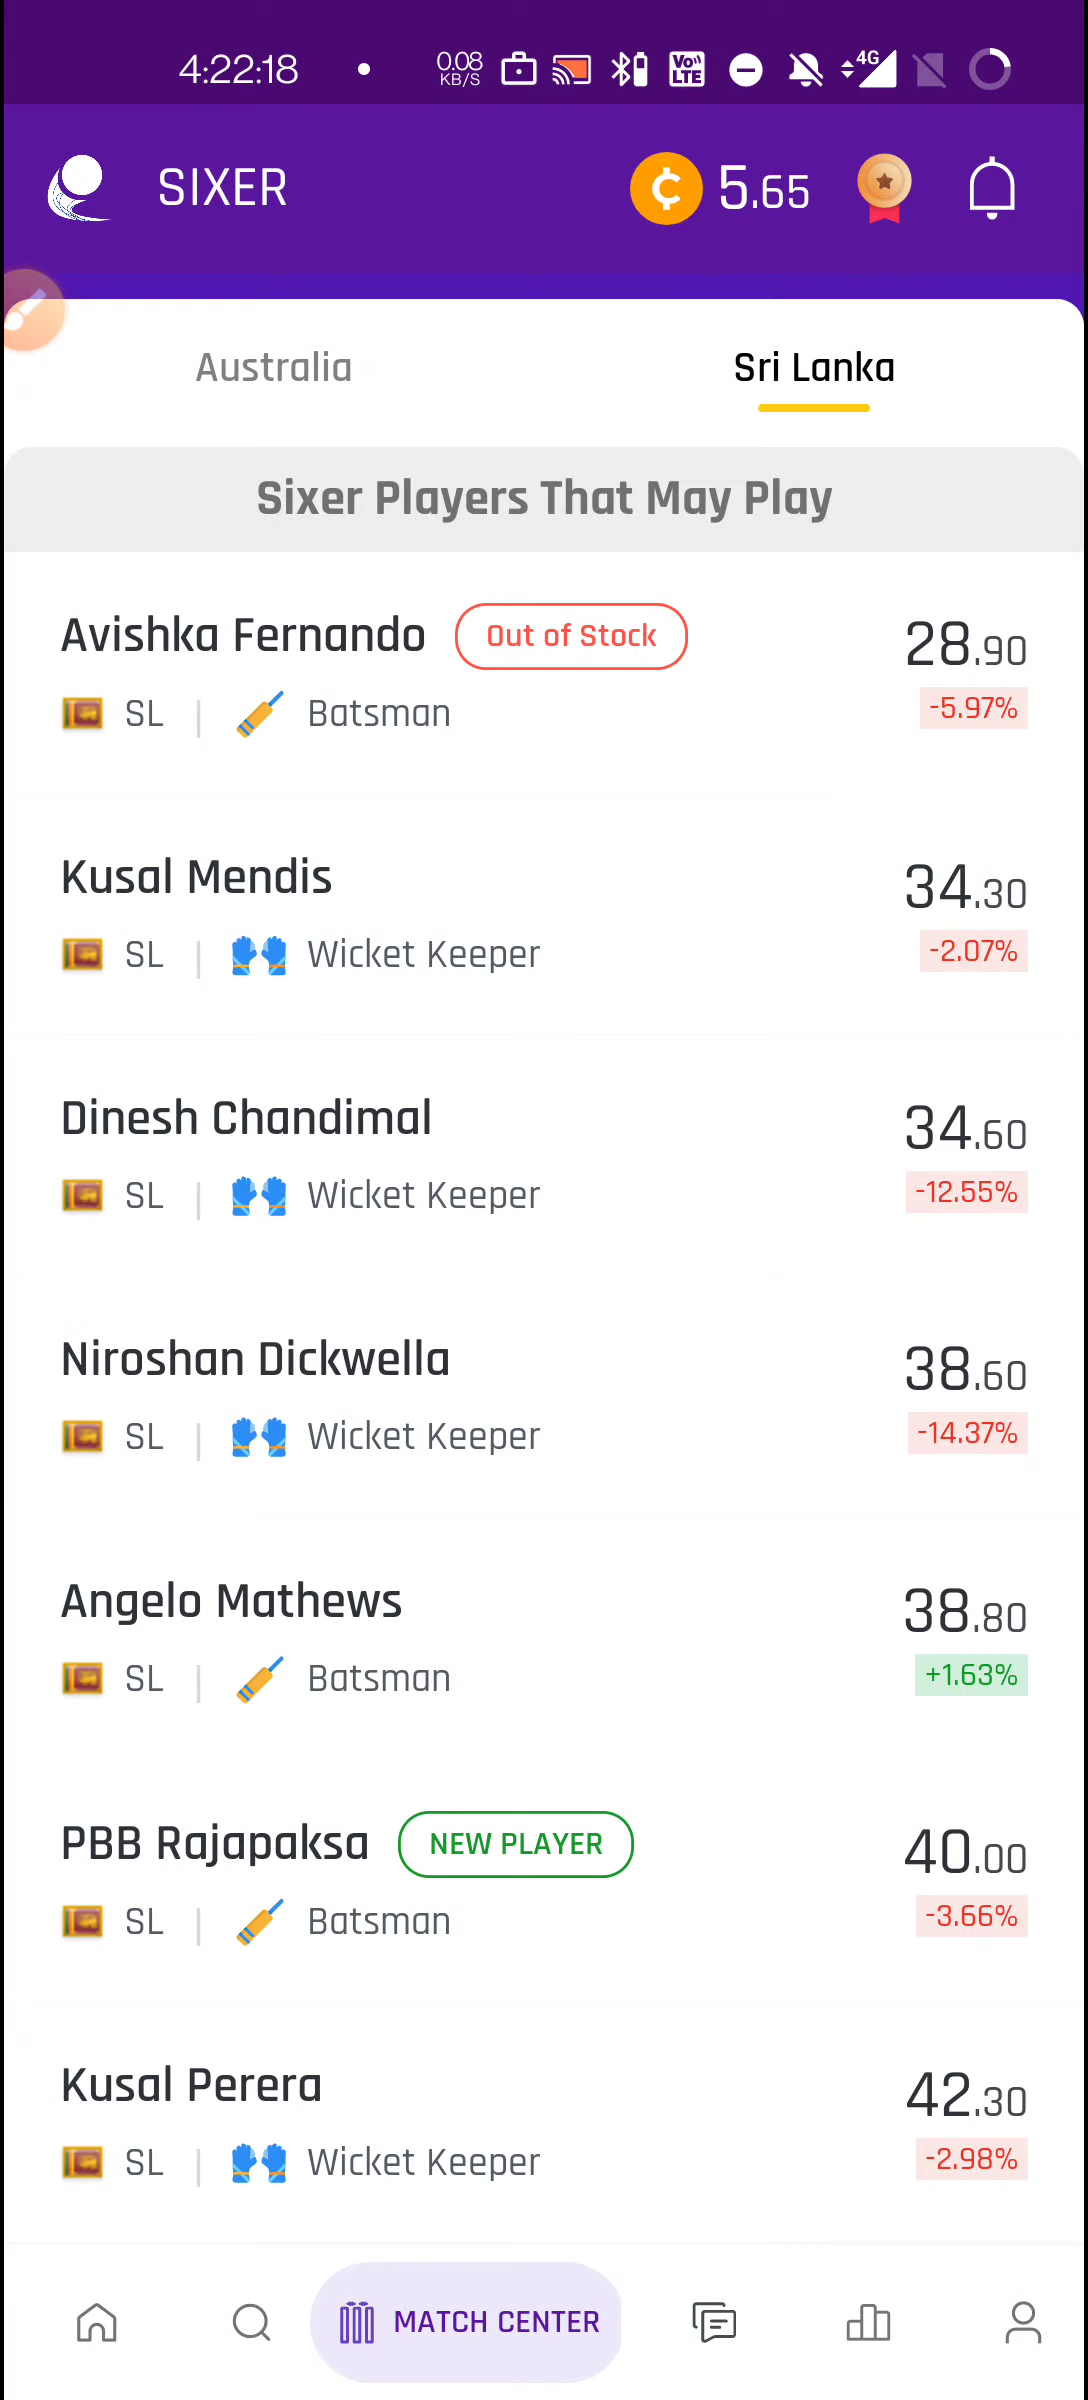 4:22:18
0.08
KB/S
Vo))
LTE
4G
SIXER
¢ 5.65
Australia
Sri Lanka
Sixer Players That May Play
Avishka Fernando
Out of Stock
28.90
SL | Batsman
-5.97%
Kusal Mendis
34.30
SL | Wicket Keeper
-2.07%
Dinesh Chandimal
34.60
SL | Wicket Keeper
-12.55%
Niroshan Dickwella
38.60
SL | Wicket Keeper
-14.37%
Angelo Mathews
38.80
SL | Batsman
+1.63%
PBB Rajapaksa
NEW PLAYER
40.00
SL | Batsman
-3.66%
Kusal Perera
42.30
SL | Wicket Keeper
-2.98%
MATCH CENTER